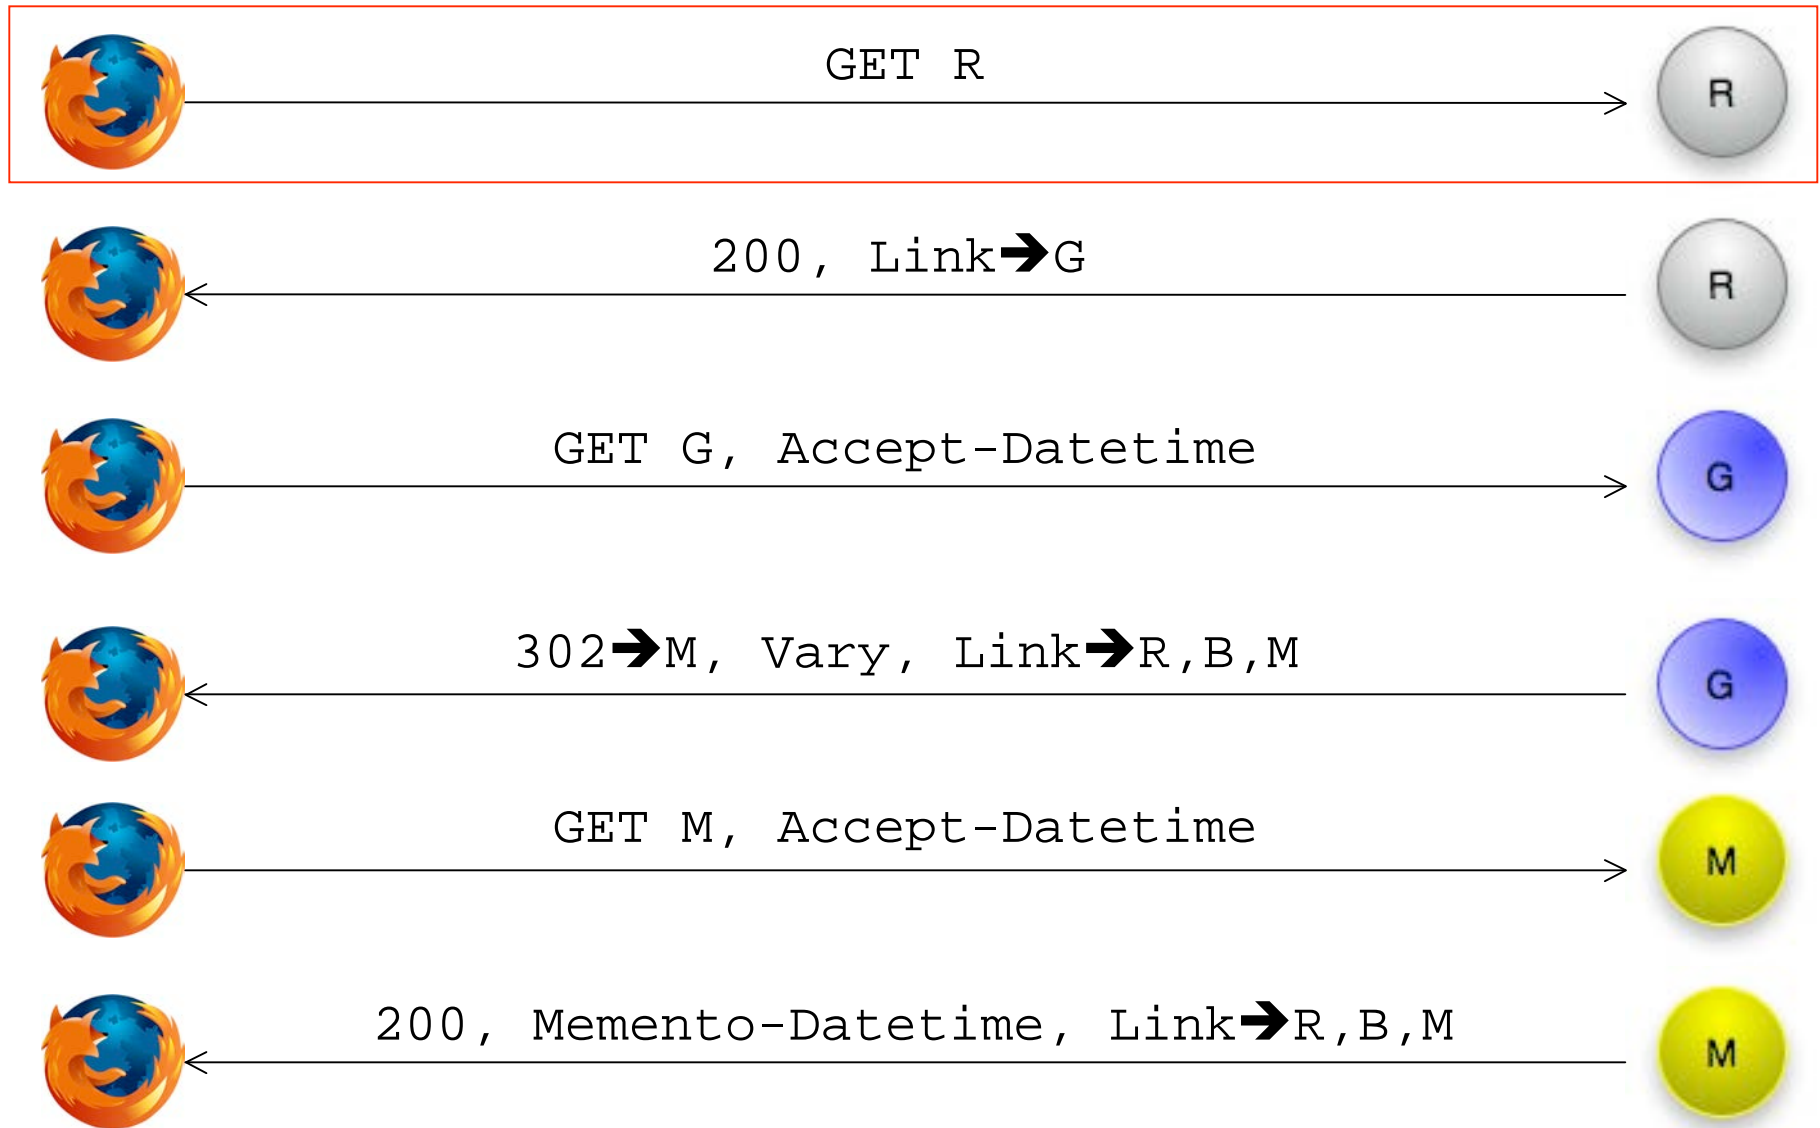 GET R
R
200, Link➔G
R
GET G, Accept-Datetime
G
302➔M, Vary, Link➔R,B,M
G
GET M, Accept-Datetime
M
200, Memento-Datetime, Link➔R,B,M
M